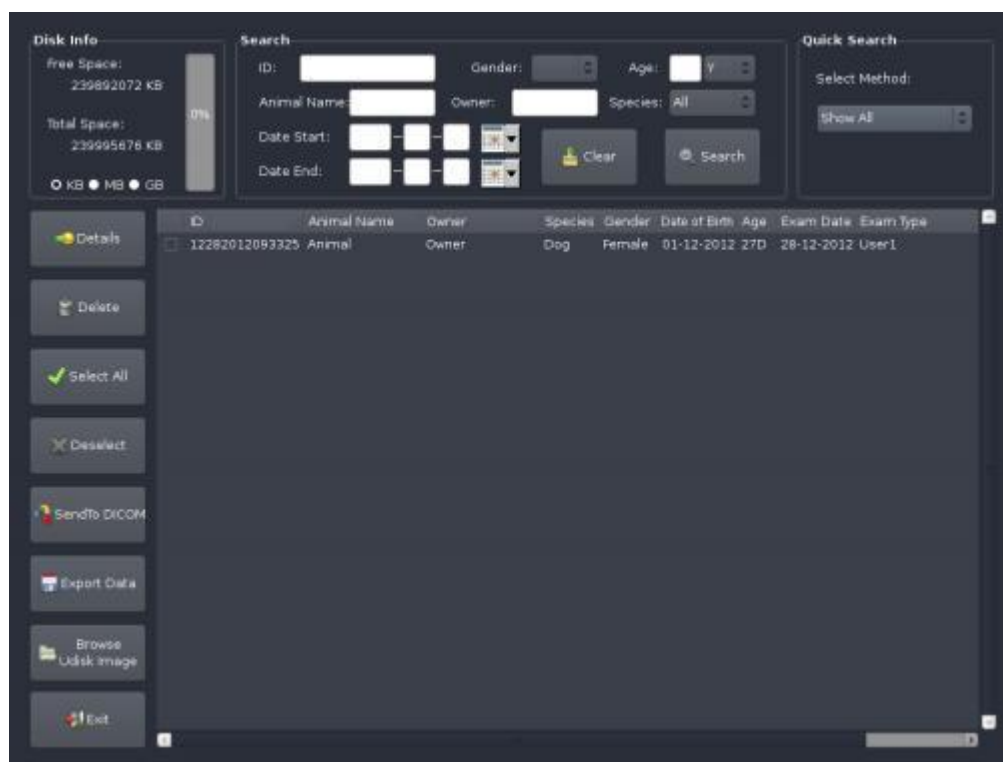 Disk Info
Free Space:
239892072 KB
Total Space:
239995676 KB
0%
KB MB GB
Search
ID: Gender: Age: Y
Animal Name: Owner: Species: All
Date Start:
Date End:
Clear Search
Quick Search
Select Method:
Show All
Details
Delete
Select All
Deselect
SendTo DICOM
Export Data
Browse
Udisk Image
Exit
ID Animal Name Owner Species Gender Date of Birth Age Exam Date Exam Type
12282012093325 Animal Owner Dog Female 01-12-2012 27D 28-12-2012 User1